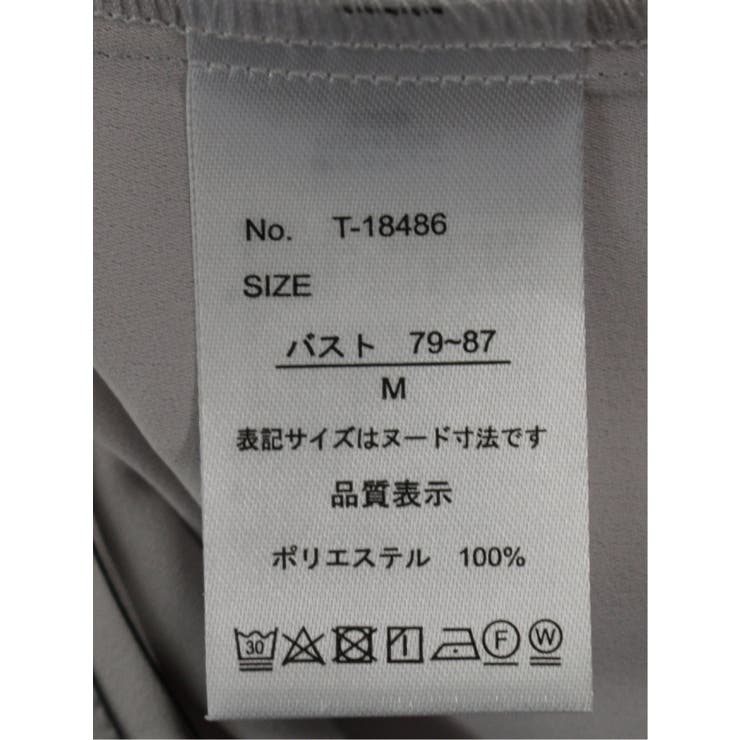 No. T-18486
SIZE
バスト 79~87
M
表記サイズはヌード寸法です
品質表示
ポリエステル 100%
30 F W